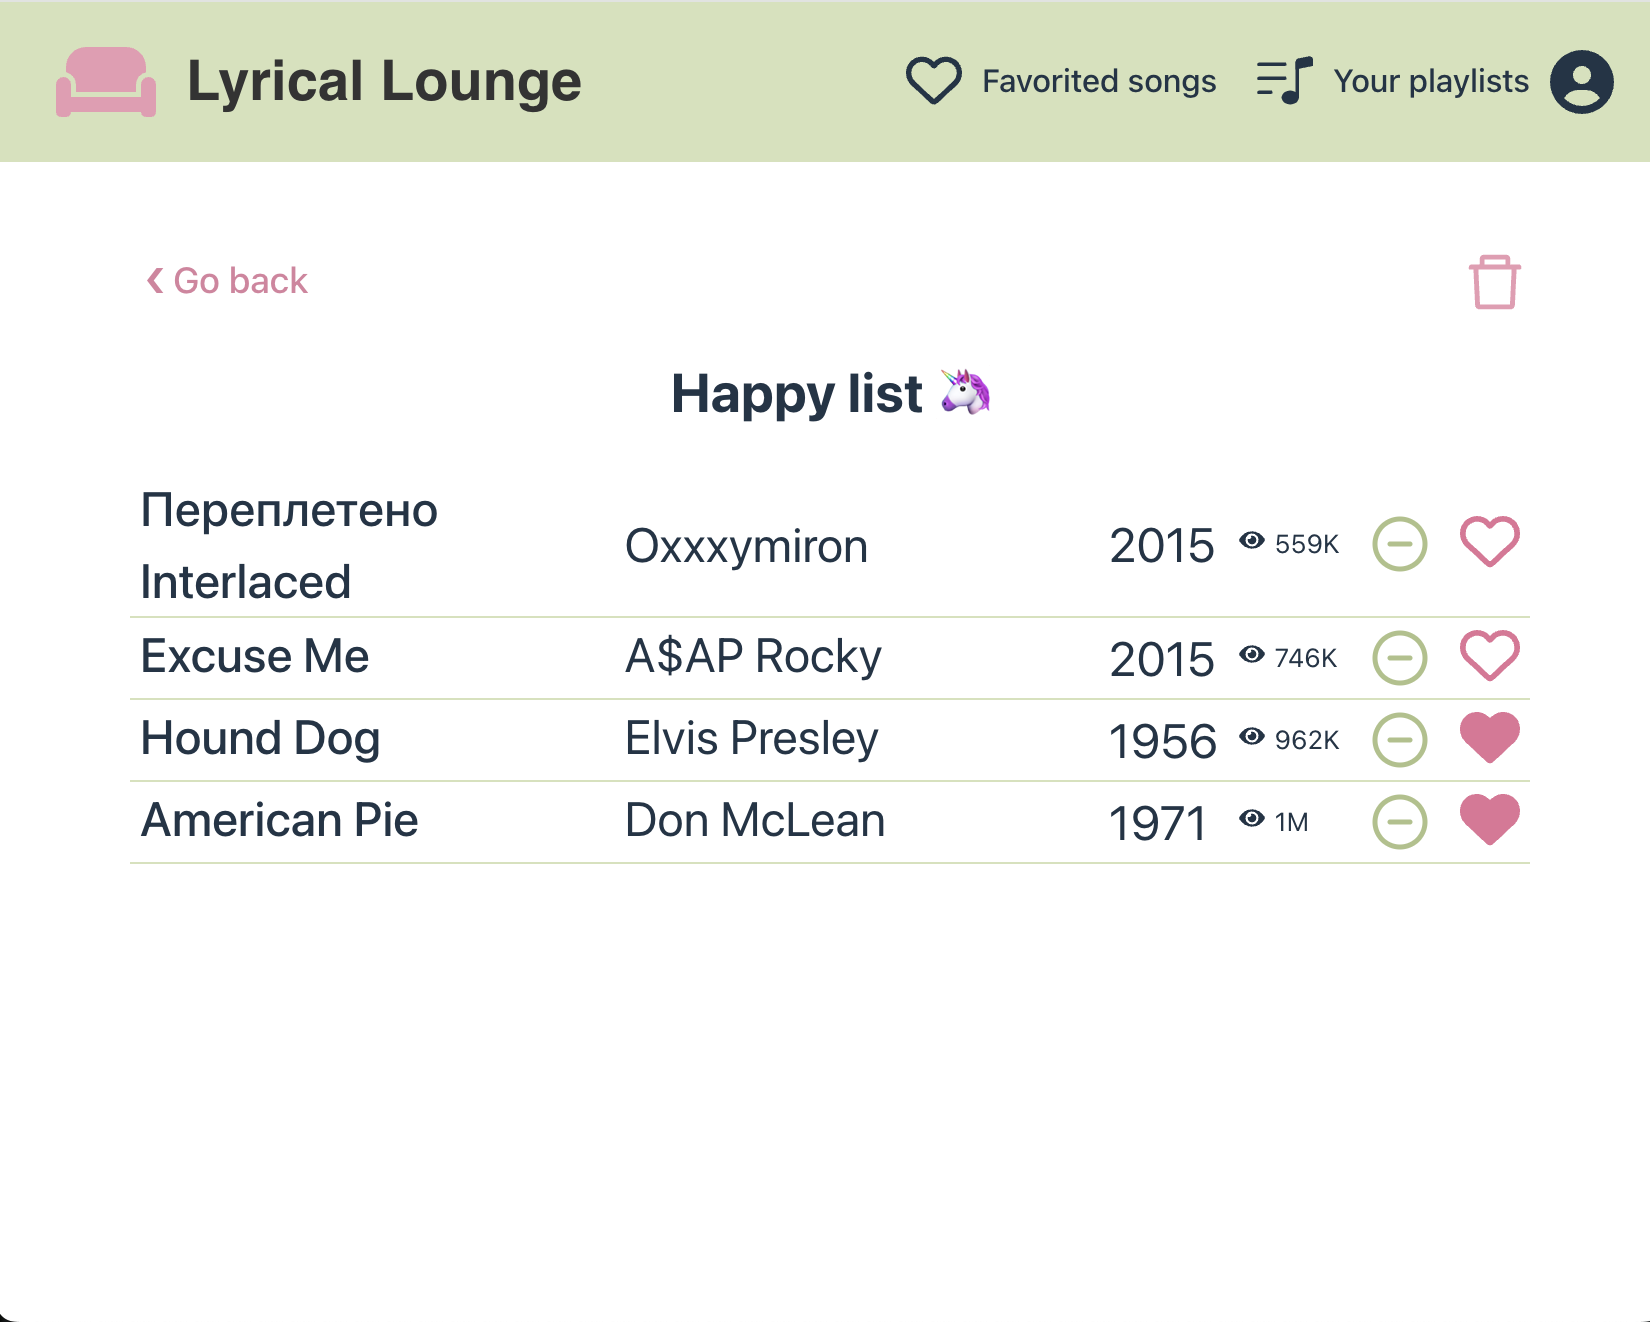 Lyrical Lounge
Favorited songs
Your playlists
Go back
Happy list 🦄
Переплетено
Interlaced
Oxxxymiron
2015
559K
Excuse Me
A$AP Rocky
2015
746K
Hound Dog
Elvis Presley
1956
962K
American Pie
Don McLean
1971
1M